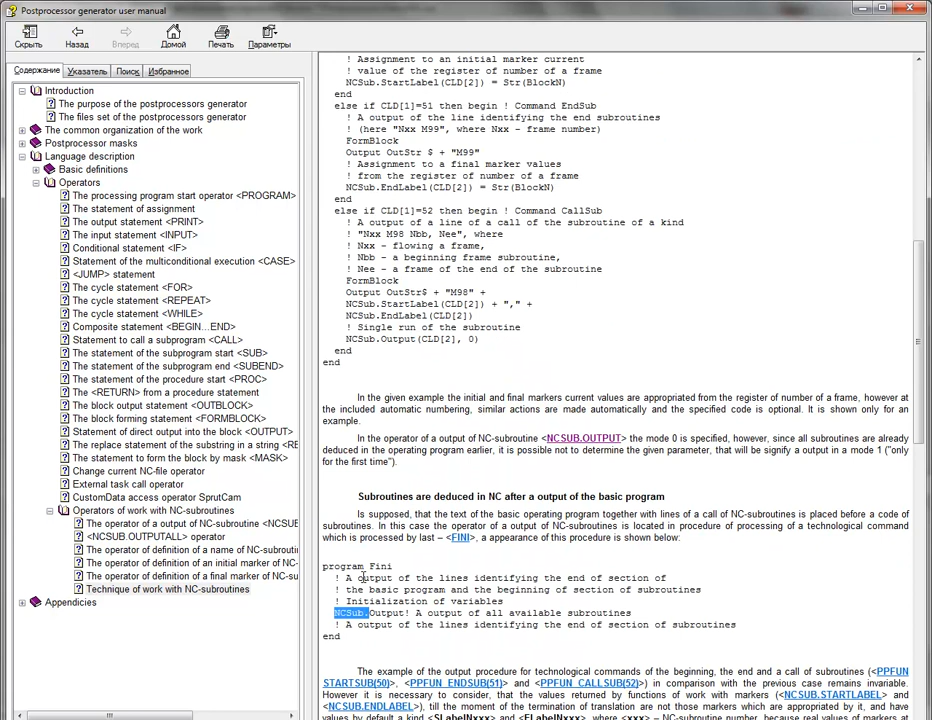 Postprocessor generator user manual
Скрыть Назад Вперед Домой Печать Параметры
Содержание Указатель Поиск Избранное
Introduction
The purpose of the postprocessors generator
The files set of the postprocessors generator
The common organization of the work
Postprocessor masks
Language description
Basic definitions
Operators
The processing program start operator <PROGRAM>
The statement of assignment
The output statement <PRINT>
The input statement <INPUT>
Conditional statement <IF>
Statement of the multiconditional execution <CASE>
<JUMP> statement
The cycle statement <FOR>
The cycle statement <REPEAT>
The cycle statement <WHILE>
Composite statement <BEGIN...END>
Statement to call a subprogram <CALL>
The statement of the subprogram start <SUB>
The statement of the subprogram end <SUBEND>
The statement of the procedure start <PROC>
The <RETURN> from a procedure statement
The block output statement <OUTBLOCK>
The block forming statement <FORMBLOCK>
Statement of direct output into the block <OUTPUT>
The replace statement of the substring in a string <RE
The statement to form the block by mask <MASK>
Change current NC-file operator
External task call operator
CustomData access operator SprutCam
Operators of work with NC-subroutines
The operator of a output of NC-subroutine <NCSUE
<NCSUB.OUTPUTALL> operator
The operator of definition of a name of NC-subrouti
The operator of definition of an initial marker of NC-
The operator of definition of a final marker of NC-su
Technique of work with NC-subroutines
Appendicies
! Assignment to an initial marker current
! value of the register of number of a frame
NCSub.StartLabel(CLD[2]) = Str(BlockN)
end
else if CLD[1]=51 then begin ! Command EndSub
! A output of the line identifying the end subroutines
! (here "Nxx M99", where Nxx - frame number)
FormBlock
Output OutStr $ + "M99"
! Assignment to a final marker values
! from the register of number of a frame
NCSub.EndLabel(CLD[2]) = Str(BlockN)
end
else if CLD[1]=52 then begin ! Command CallSub
! A output of a line of a call of the subroutine of a kind
! "Nxx M98 Nbb, Nee", where
! Nxx – flowing a frame,
! Nbb – a beginning frame subroutine,
! Nee – a frame of the end of the subroutine
FormBlock
Output OutStr$ + "M98" +
NCSub.StartLabel(CLD[2]) + "," +
NCSub.EndLabel(CLD[2])
! Single run of the subroutine
NCSub.Output(CLD[2], 0)
end
end
In the given example the initial and final markers current values are appropriated from the register of number of a frame, however at
the included automatic numbering, similar actions are made automatically and the specified code is optional. It is shown only for an
example.
In the operator of a output of NC-subroutine <NCSUB.OUTPUT> the mode 0 is specified, however, since all subroutines are already
deduced in the operating program earlier, it is possible not to determine the given parameter, that will be signify a output in a mode 1 ("only
for the first time").
Subroutines are deduced in NC after a output of the basic program
Is supposed, that the text of the basic operating program together with lines of a call of NC-subroutines is placed before a code of
subroutines. In this case the operator of a output of NC-subroutines is located in procedure of processing of a technological command
which is processed by last – <FINI>, a appearance of this procedure is shown below:
program Fini
! A output of the lines identifying the end of section of
! the basic program and the beginning of section of subroutines
! Initialization of variables
NCSub.Output! A output of all available subroutines
! A output of the lines identifying the end of section of subroutines
end
The example of the output procedure for technological commands of the beginning, the end and a call of subroutines (<PPFUN
STARTSUB(50)>, <PPFUN ENDSUB(51)> and <PPFUN CALLSUB(52)>) in comparison with the previous case remains invariable.
However it is necessary to consider, that the values returned by functions of work with markers (<NCSUB.STARTLABEL> and
<NCSUB.ENDLABEL>), till the moment of the termination of translation are not those markers which are appropriated by it, and have
values by default a kind <SLabelNxxx> and <ELabelNxxx>, where <xxx> – NC-subroutine number, because real values of markers at